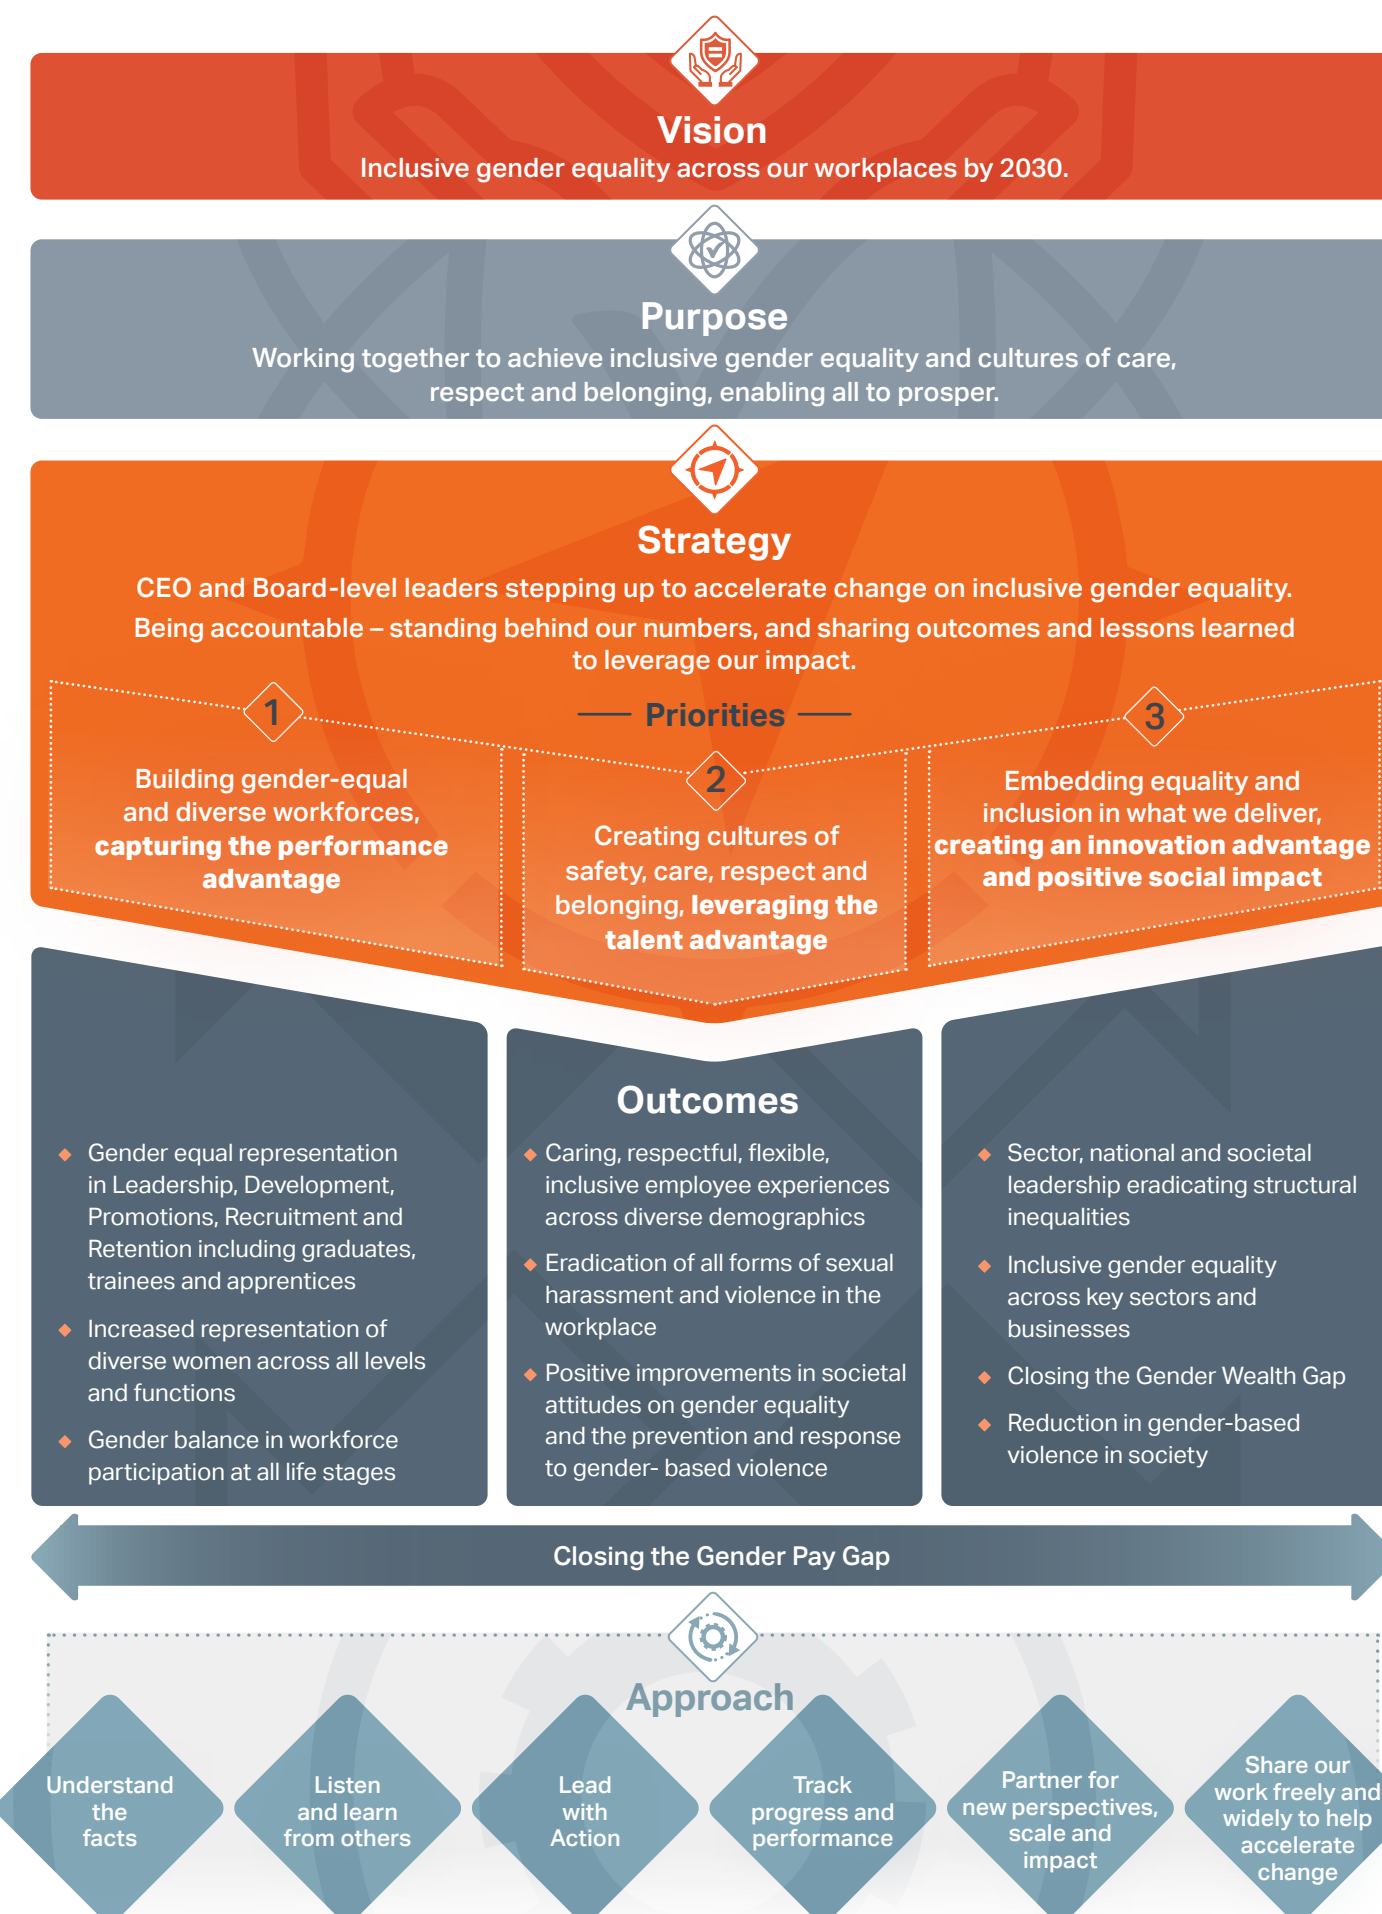 Vision
Inclusive gender equality across our workplaces by 2030.
Purpose
Working together to achieve inclusive gender equality and cultures of care,
respect and belonging, enabling all to prosper.
Strategy
CEO and Board-level leaders stepping up to accelerate change on inclusive gender equality.
Being accountable – standing behind our numbers, and sharing outcomes and lessons learned
to leverage our impact.
Priorities
1
Building gender-equal
and diverse workforces,
capturing the performance
advantage
2
Creating cultures of
safety, care, respect and
belonging, leveraging the
talent advantage
3
Embedding equality and
inclusion in what we deliver,
creating an innovation advantage
and positive social impact
Outcomes
Gender equal representation
in Leadership, Development,
Promotions, Recruitment and
Retention including graduates,
trainees and apprentices
Increased representation of
diverse women across all levels
and functions
Gender balance in workforce
participation at all life stages
Caring, respectful, flexible,
inclusive employee experiences
across diverse demographics
Eradication of all forms of sexual
harassment and violence in the
workplace
Positive improvements in societal
attitudes on gender equality
and the prevention and response
to gender- based violence
Sector, national and societal
leadership eradicating structural
inequalities
Inclusive gender equality
across key sectors and
businesses
Closing the Gender Wealth Gap
Reduction in gender-based
violence in society
Closing the Gender Pay Gap
Approach
Understand
the
facts
Listen
and learn
from others
Lead
with
Action
Track
progress and
performance
Partner for
new perspectives,
scale and
impact
Share our
work freely and
widely to help
accelerate
change